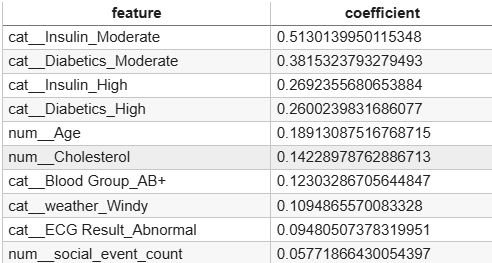 feature coefficient
cat__Insulin_Moderate 0.5130139950115348
cat__Diabetics_Moderate 0.3815323793279493
cat__Insulin_High 0.2692355680653884
cat__Diabetics_High 0.2600239831686077
num__Age 0.18913087516768715
num__Cholesterol 0.14228978762886713
cat__Blood Group_AB+ 0.12303286705644847
cat__weather_Windy 0.1094865570083328
cat__ECG Result_Abnormal 0.09480507378319951
num__social_event_count 0.05771866430054397